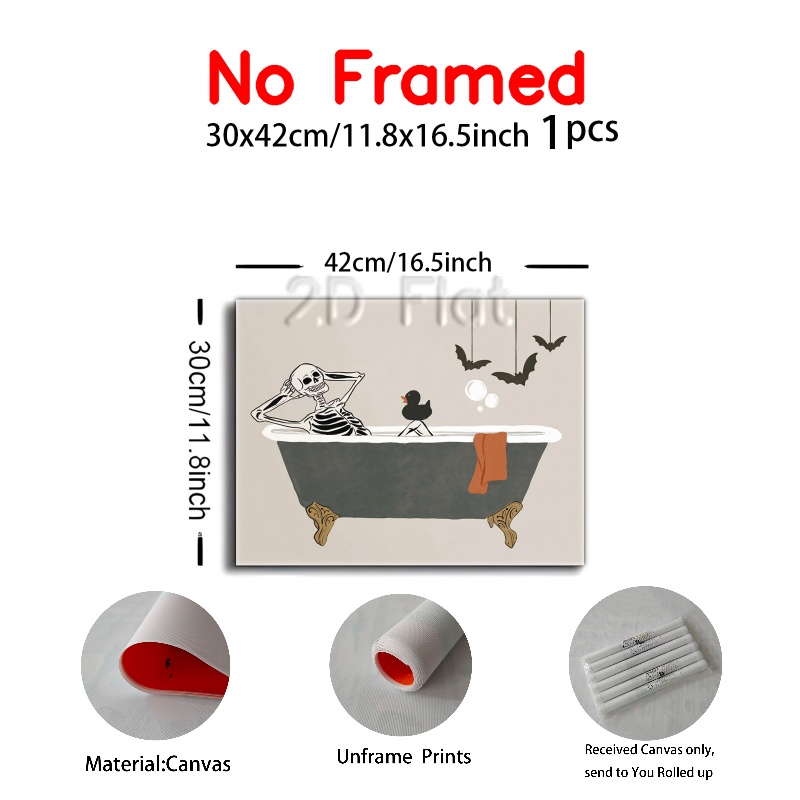 No Framed
30x42cm/11.8x16.5inch 1pcs
42cm/16.5inch
2D Flat
30cm/11.8inch
Material:Canvas
Unframe Prints
Received Canvas only,
send to You Rolled up